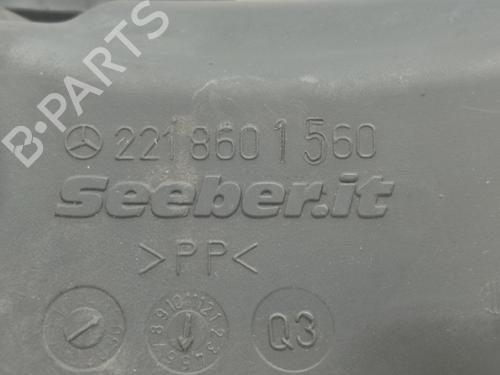 B-PARTS
221 860 1560
Seeber.it
>PP<
Q3